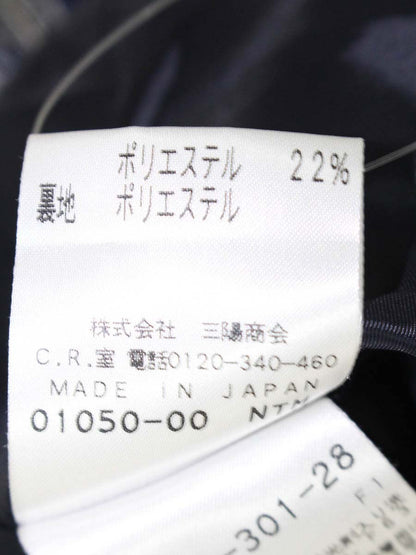 ポリエステル 22%
裏地 ポリエステル
株式会社 三陽商会
C.R.室 電話0120-340-460
MADE IN JAPAN
01050-00 NTN
-301-28